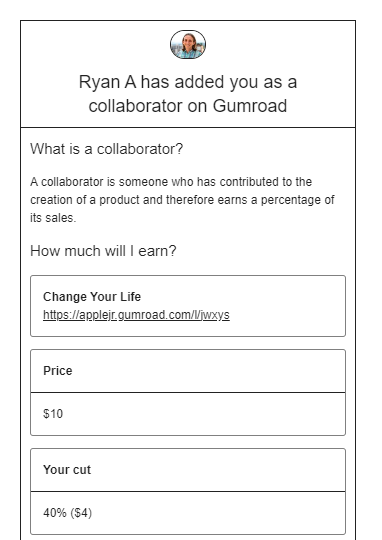 Ryan A has added you as a
collaborator on Gumroad
What is a collaborator?
A collaborator is someone who has contributed to the
creation of a product and therefore earns a percentage of
its sales.
How much will I earn?
Change Your Life
https://applejr.gumroad.com/l/jwxys
Price
$10
Your cut
40% ($4)